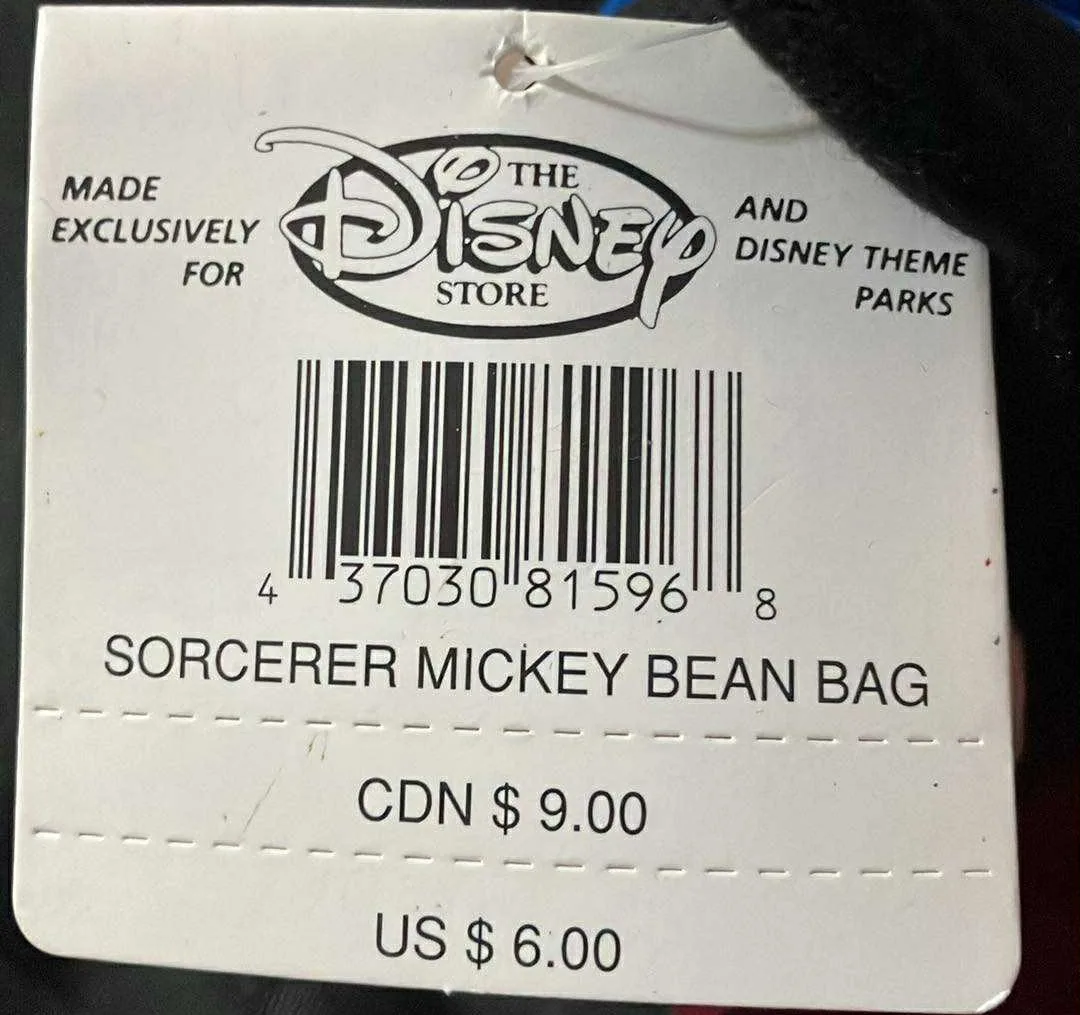 MADE
EXCLUSIVELY
FOR
THE
DISNEY
STORE
AND
DISNEY THEME
PARKS
4 37030 81596 8
SORCERER MICKEY BEAN BAG
CDN $ 9.00
US $ 6.00